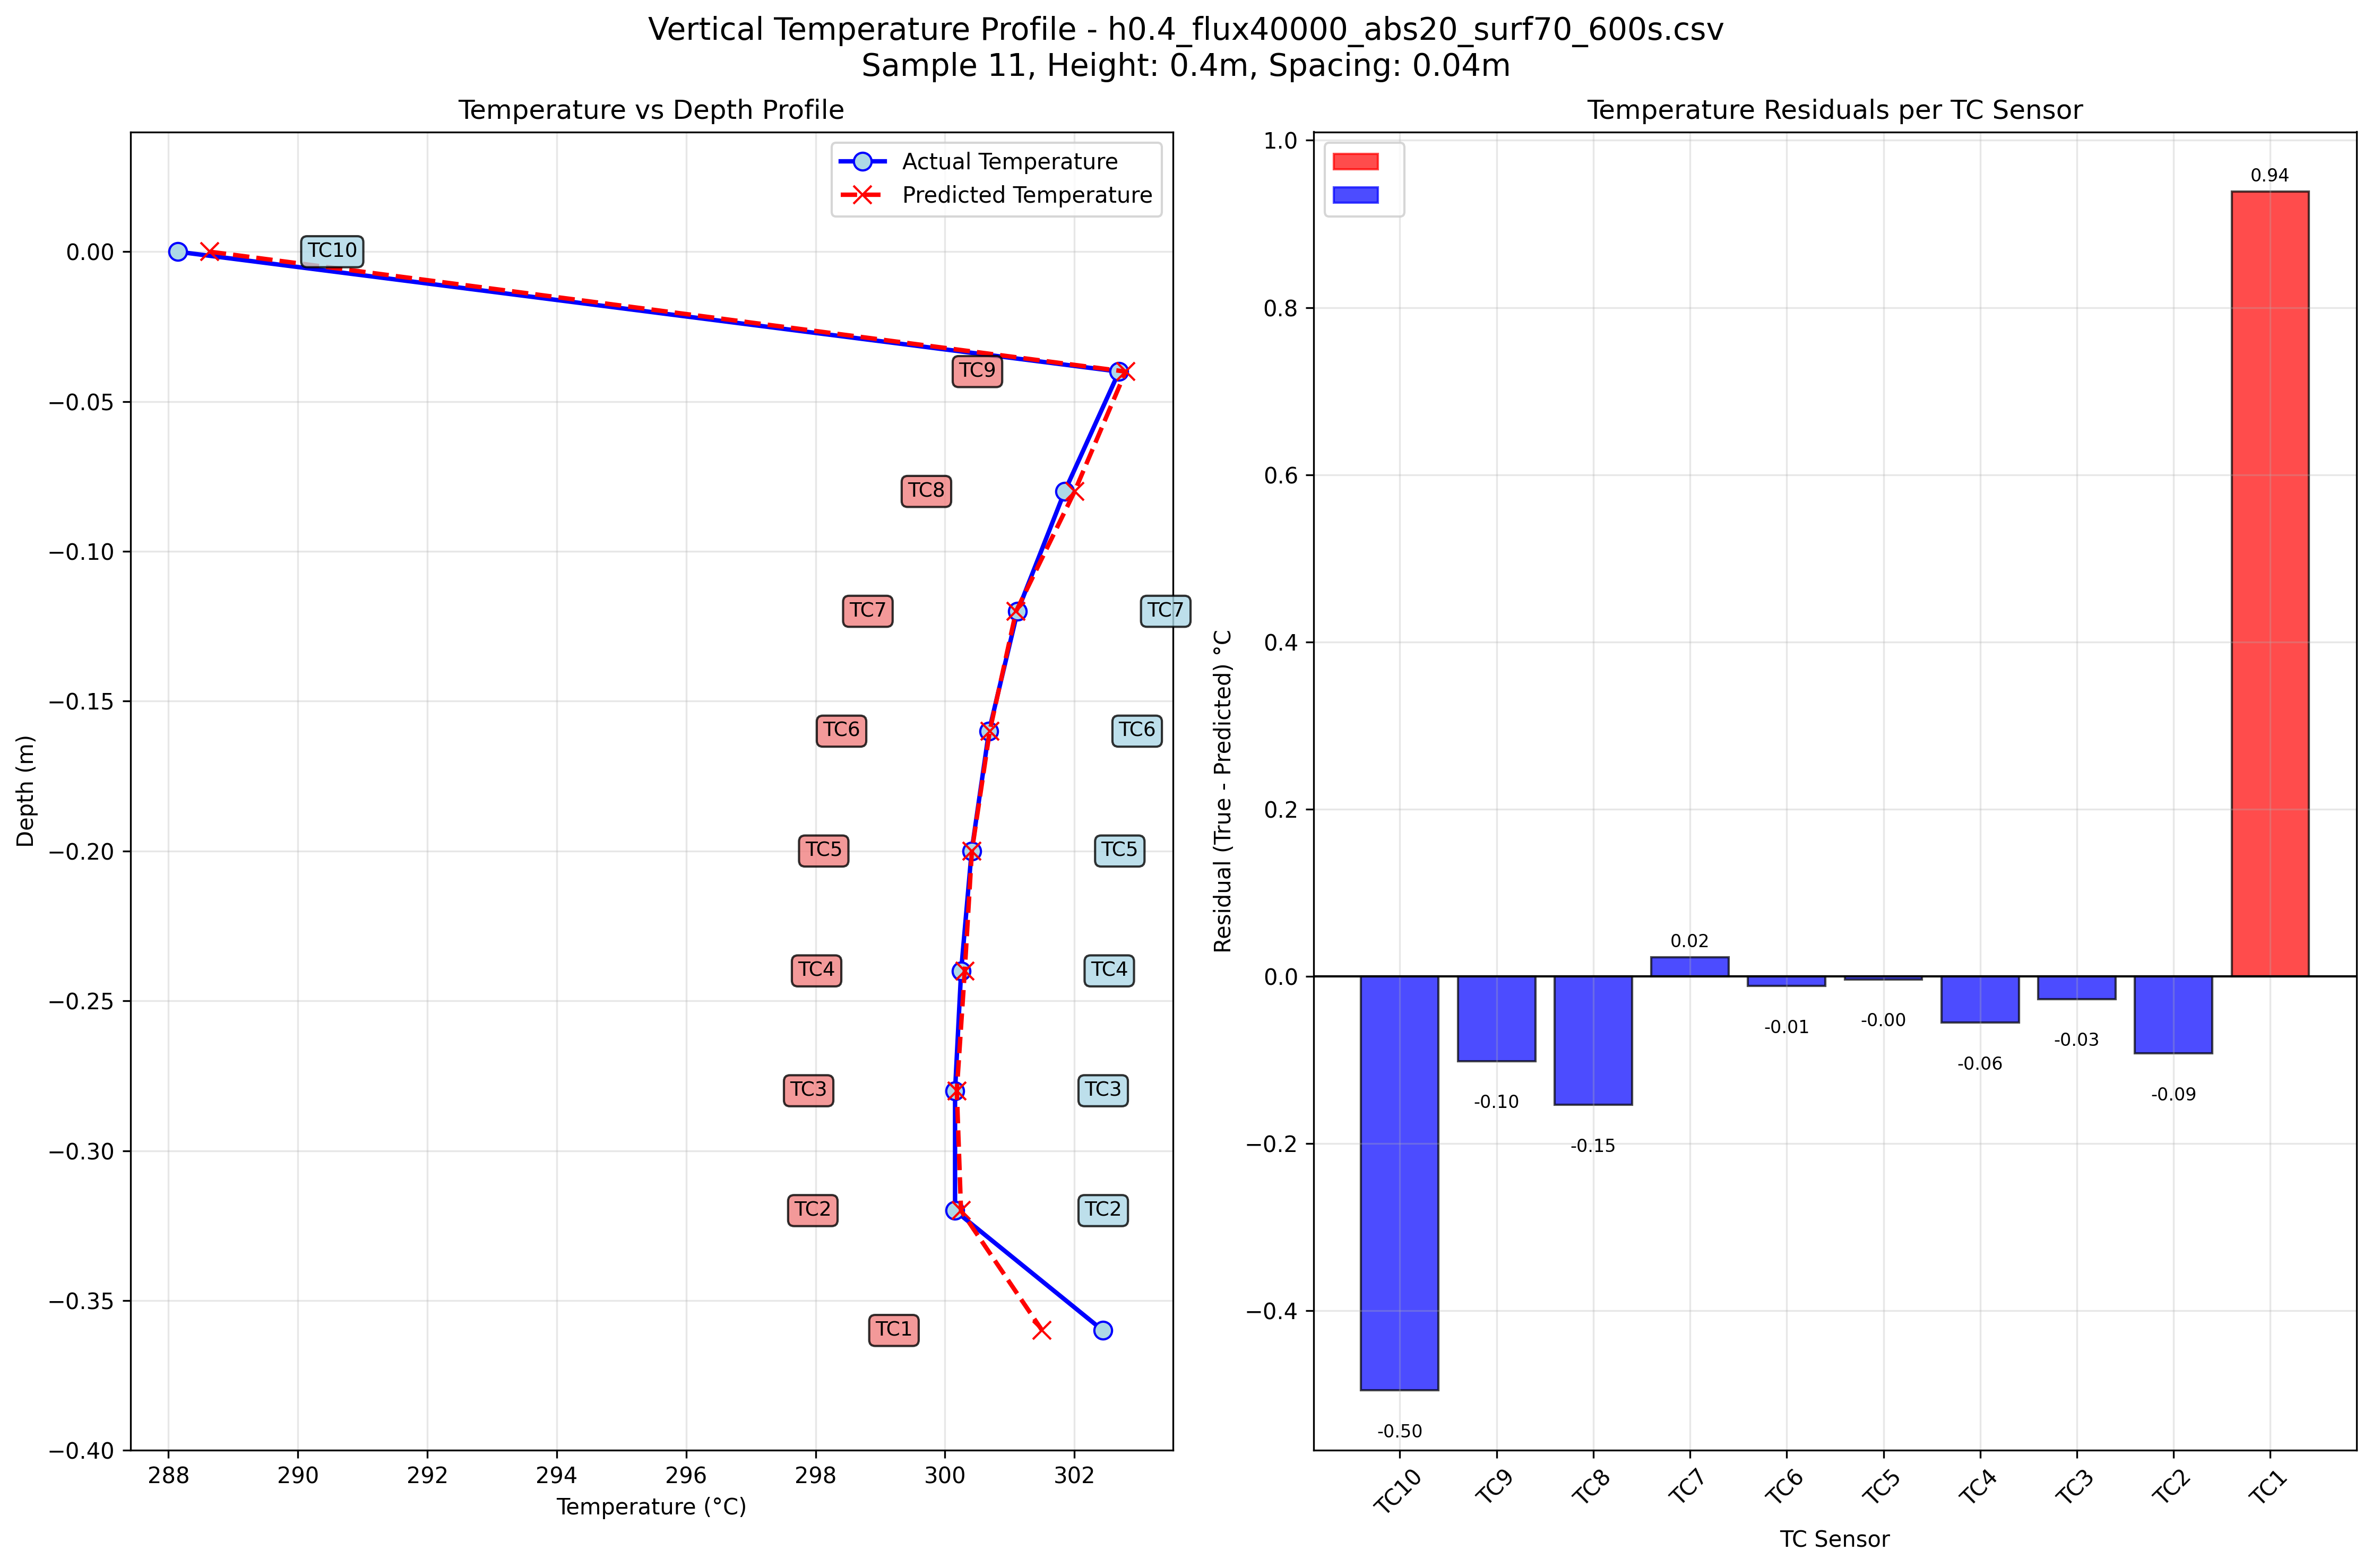 Vertical Temperature Profile - h0.4_flux40000_abs20_surf70_600s.csv
Sample 11, Height: 0.4m, Spacing: 0.04m
Temperature vs Depth Profile
Actual Temperature
Predicted Temperature
TC10
TC9
TC8
TC7
TC7
TC6
TC6
TC5
TC5
TC4
TC4
TC3
TC3
TC2
TC2
TC1
0.00
−0.05
−0.10
−0.15
−0.20
−0.25
−0.30
−0.35
−0.40
Depth (m)
288 290 292 294 296 298 300 302
Temperature (°C)
Temperature Residuals per TC Sensor
1.0
0.8
0.6
0.4
0.2
0.0
−0.2
−0.4
Residual (True - Predicted) °C
-0.50
-0.10
-0.15
0.02
-0.01
-0.00
-0.06
-0.03
-0.09
0.94
TC10 TC9 TC8 TC7 TC6 TC5 TC4 TC3 TC2 TC1
TC Sensor